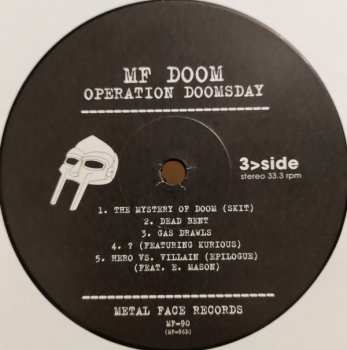 MF DOOM
OPERATION DOOMSDAY
3>side
stereo 33.3 rpm
1. THE MYSTERY OF DOOM (SKIT)
2. DEAD BENT
3. GAS DRAWLS
4. ? (FEATURING KURIOUS)
5. HERO VS. VILLAIN (EPILOGUE)
(FEAT. E. MASON)
METAL FACE RECORDS
MF-90